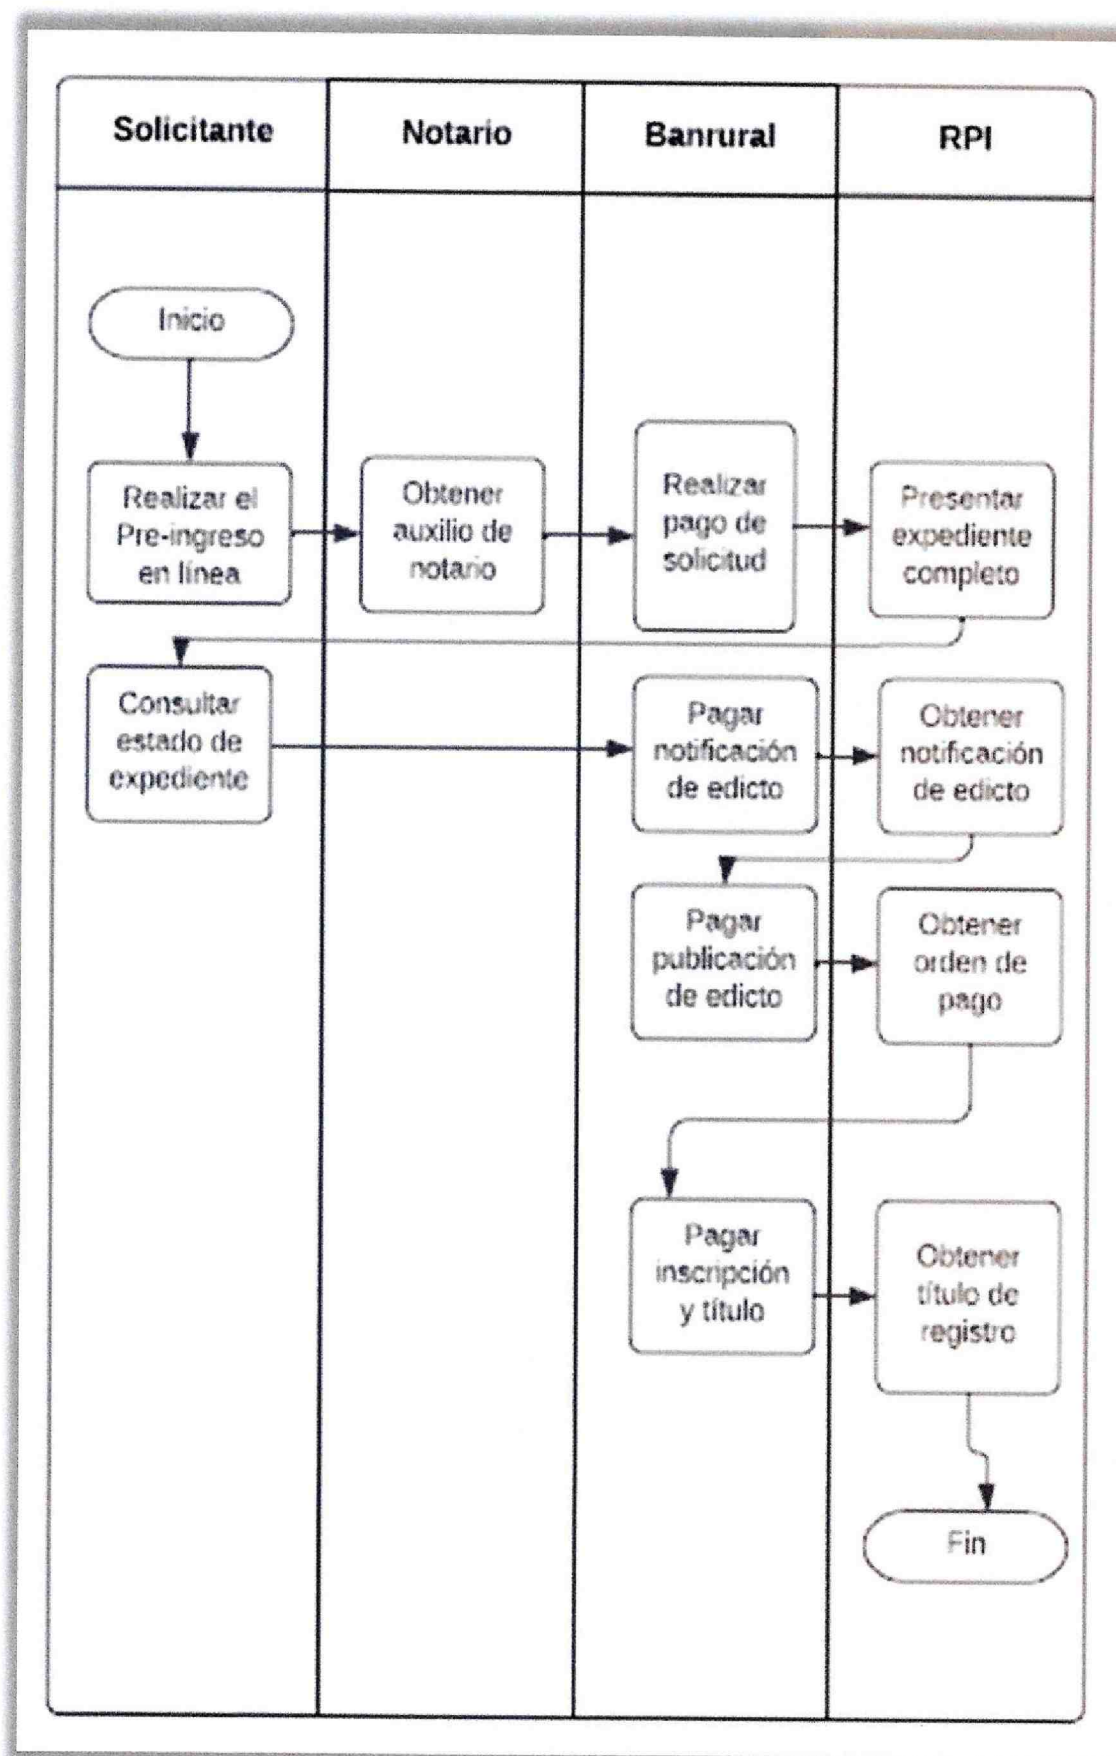 Solicitante
Notario
Banrural
RPI
Inicio
Realizar el
Pre-ingreso
en línea
Obtener
auxilio de
notario
Realizar
pago de
solicitud
Presentar
expediente
completo
Consultar
estado de
expediente
Pagar
notificación
de edicto
Obtener
notificación
de edicto
Pagar
publicación
de edicto
Obtener
orden de
pago
Pagar
inscripción
y título
Obtener
título de
registro
Fin